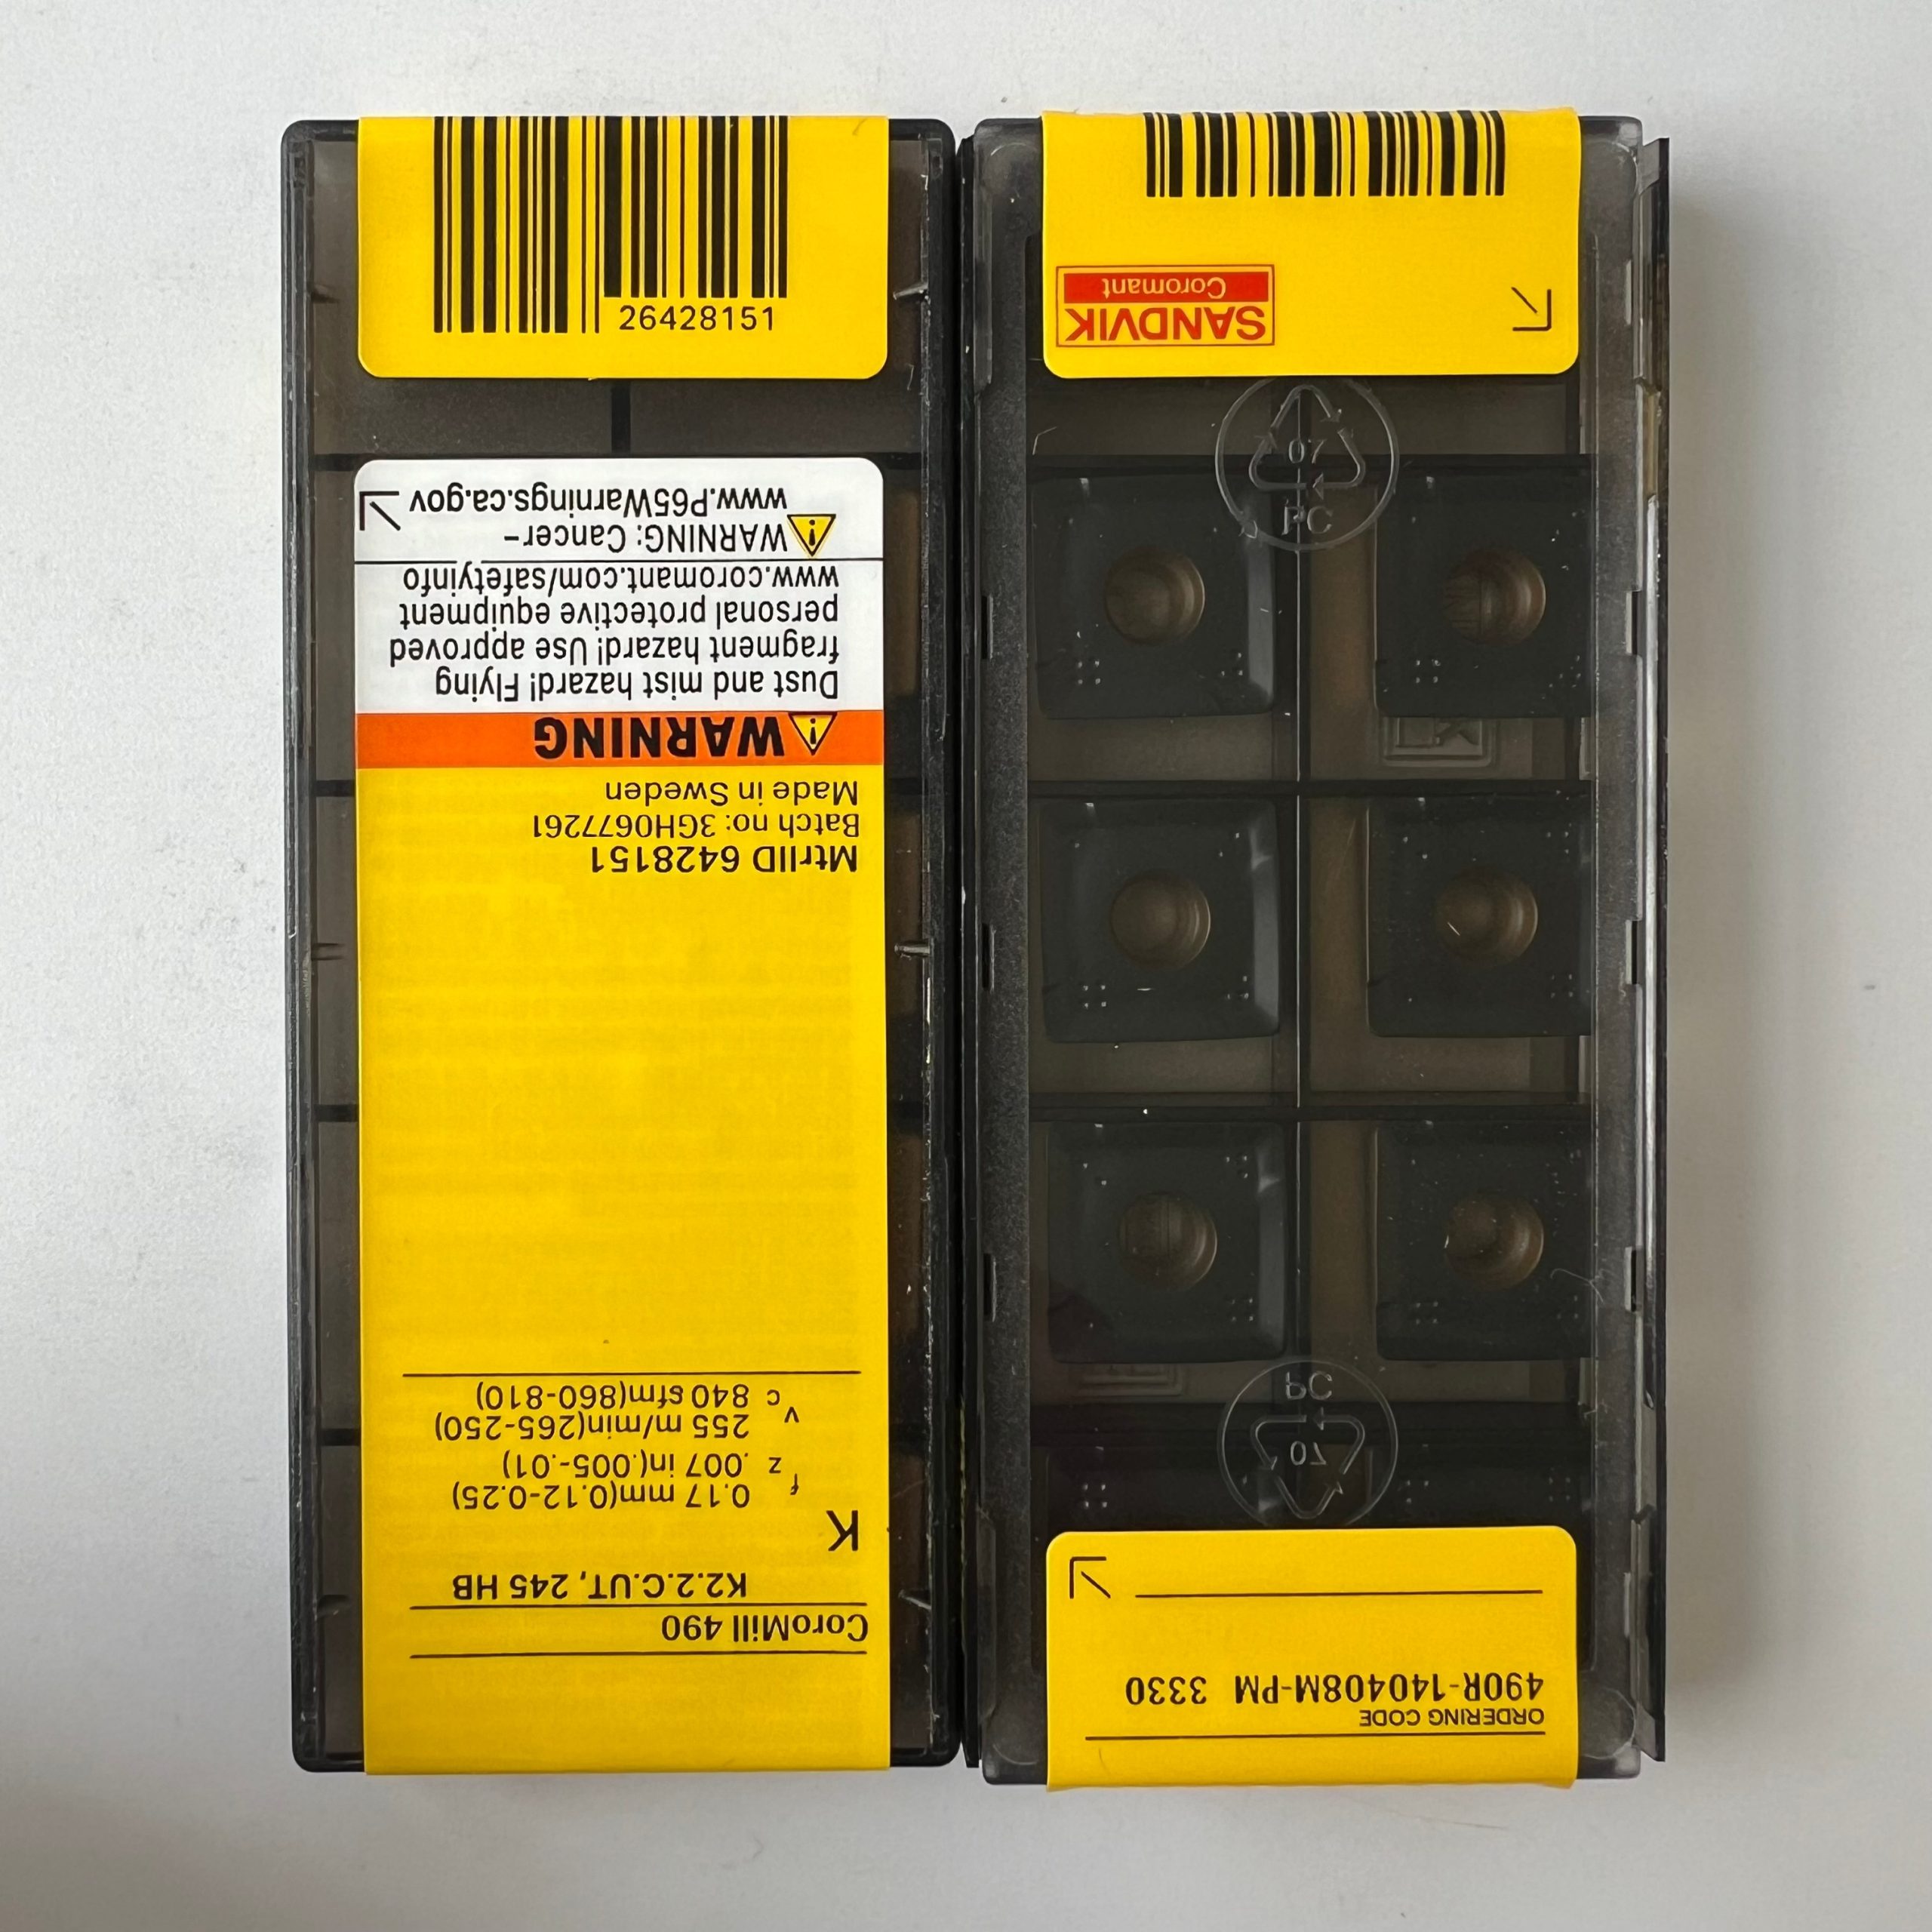 CoroMill 490
K2.2.C.UT, 245 HB
K
fz 0.17 mm(0.12-0.25)
.007 in(.005-.01)
vc 255 m/min(265-250)
840 sfm(860-810)
MtrlID 6428151
Batch no: 3GH0677261
Made in Sweden
WARNING
Dust and mist hazard! Flying
fragment hazard! Use approved
personal protective equipment
www.coromant.com/safetyinfo
WARNING: Cancer–
www.P65Warnings.ca.gov
26428151
ORDERING CODE
490R-140408M-PM 3330
07
PC
07
PC
SANDVIK
Coromant